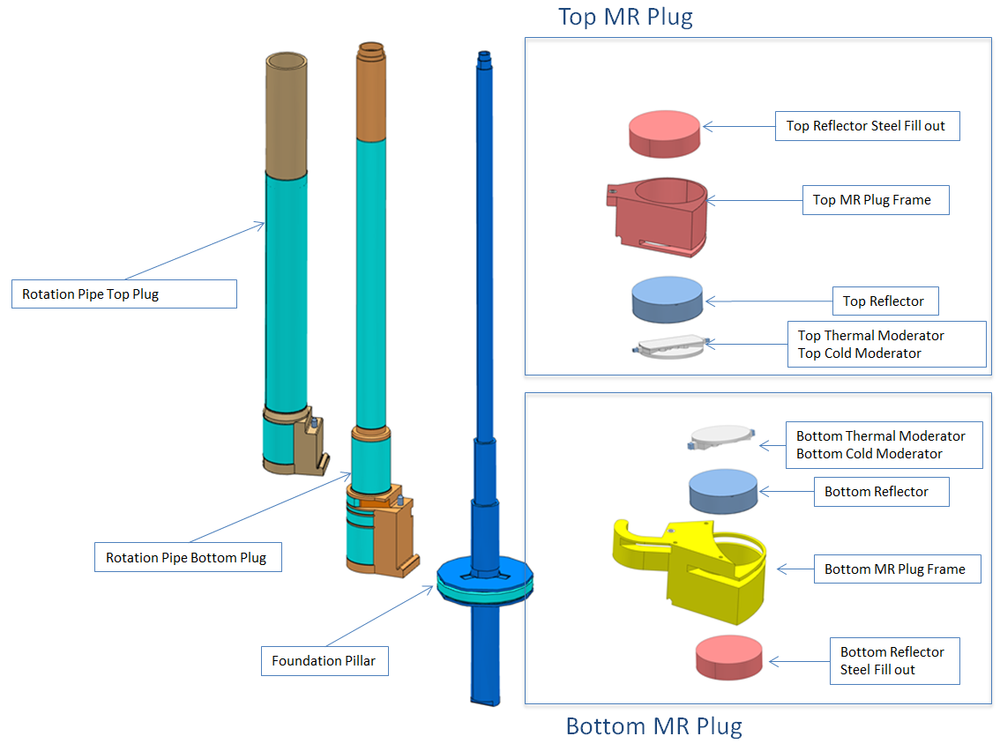 Top MR Plug
Top Reflector Steel Fill out
Top MR Plug Frame
Rotation Pipe Top Plug
Top Reflector
Top Thermal Moderator
Top Cold Moderator
Bottom Thermal Moderator
Bottom Cold Moderator
Bottom Reflector
Rotation Pipe Bottom Plug
Bottom MR Plug Frame
Foundation Pillar
Bottom Reflector
Steel Fill out
Bottom MR Plug